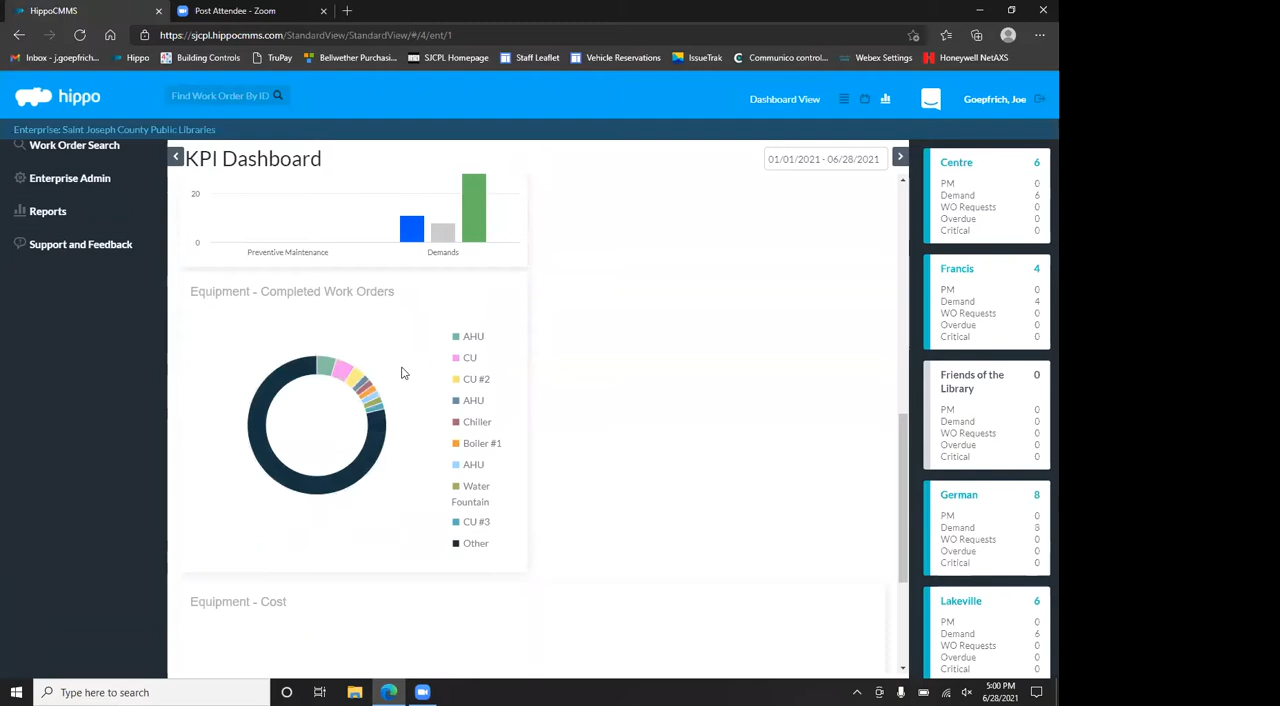 HippoCMMS
Post Attendee - Zoom
https://sjcpl.hippocmms.com/StandardView/StandardView/#/4/ent/1
Inbox - j.goepfrich...
Hippo
Building Controls
TruPay
Bellwether Purchasi...
SJCPL Homepage
Staff Leaflet
Vehicle Reservations
IssueTrak
Communico control...
Webex Settings
Honeywell NetAXS
hippo
Find Work Order By ID
Dashboard View
Goepfrich, Joe
Enterprise: Saint Joseph County Public Libraries
Work Order Search
Enterprise Admin
Reports
Support and Feedback
KPI Dashboard
01/01/2021 - 06/28/2021
20
0
Preventive Maintenance
Demands
Equipment - Completed Work Orders
AHU
CU
CU #2
AHU
Chiller
Boiler #1
AHU
Water
Fountain
CU #3
Other
Equipment - Cost
Centre 6
PM 0
Demand 6
WO Requests 0
Overdue 0
Critical 0
Francis 4
PM 0
Demand 4
WO Requests 0
Overdue 0
Critical 0
Friends of the 0
Library
PM 0
Demand 0
WO Requests 0
Overdue 0
Critical 0
German 8
PM 0
Demand 8
WO Requests 0
Overdue 0
Critical 0
Lakeville 6
PM 0
Demand 6
WO Requests 0
Overdue 0
Critical 0
Type here to search
5:00 PM
6/28/2021